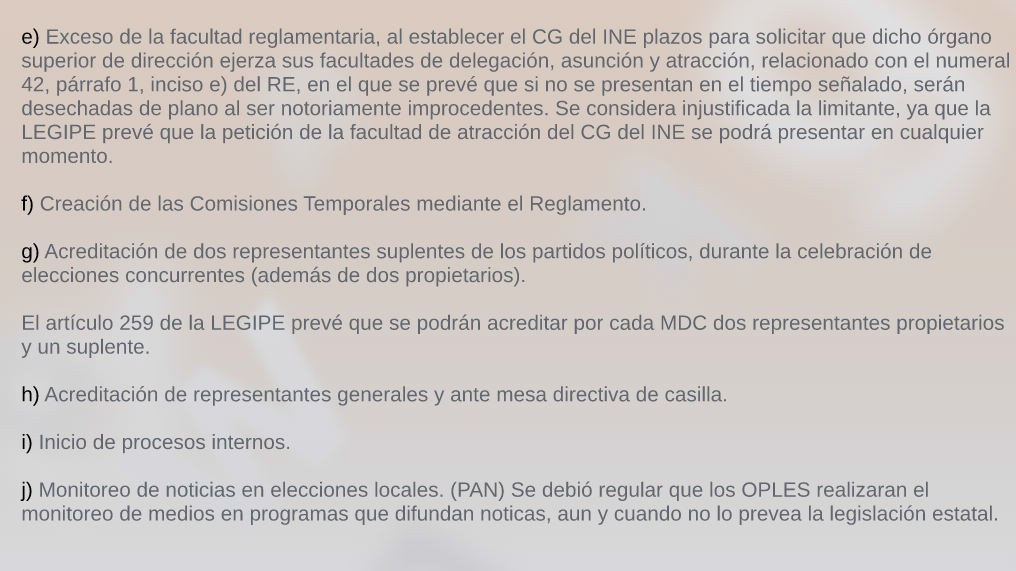 e) Exceso de la facultad reglamentaria, al establecer el CG del INE plazos para solicitar que dicho órgano
superior de dirección ejerza sus facultades de delegación, asunción y atracción, relacionado con el numeral
42, párrafo 1, inciso e) del RE, en el que se prevé que si no se presentan en el tiempo señalado, serán
desechadas de plano al ser notoriamente improcedentes. Se considera injustificada la limitante, ya que la
LEGIPE prevé que la petición de la facultad de atracción del CG del INE se podrá presentar en cualquier
momento.
f) Creación de las Comisiones Temporales mediante el Reglamento.
g) Acreditación de dos representantes suplentes de los partidos políticos, durante la celebración de
elecciones concurrentes (además de dos propietarios).
El artículo 259 de la LEGIPE prevé que se podrán acreditar por cada MDC dos representantes propietarios
y un suplente.
h) Acreditación de representantes generales y ante mesa directiva de casilla.
i) Inicio de procesos internos.
j) Monitoreo de noticias en elecciones locales. (PAN) Se debió regular que los OPLES realizaran el
monitoreo de medios en programas que difundan noticas, aun y cuando no lo prevea la legislación estatal.